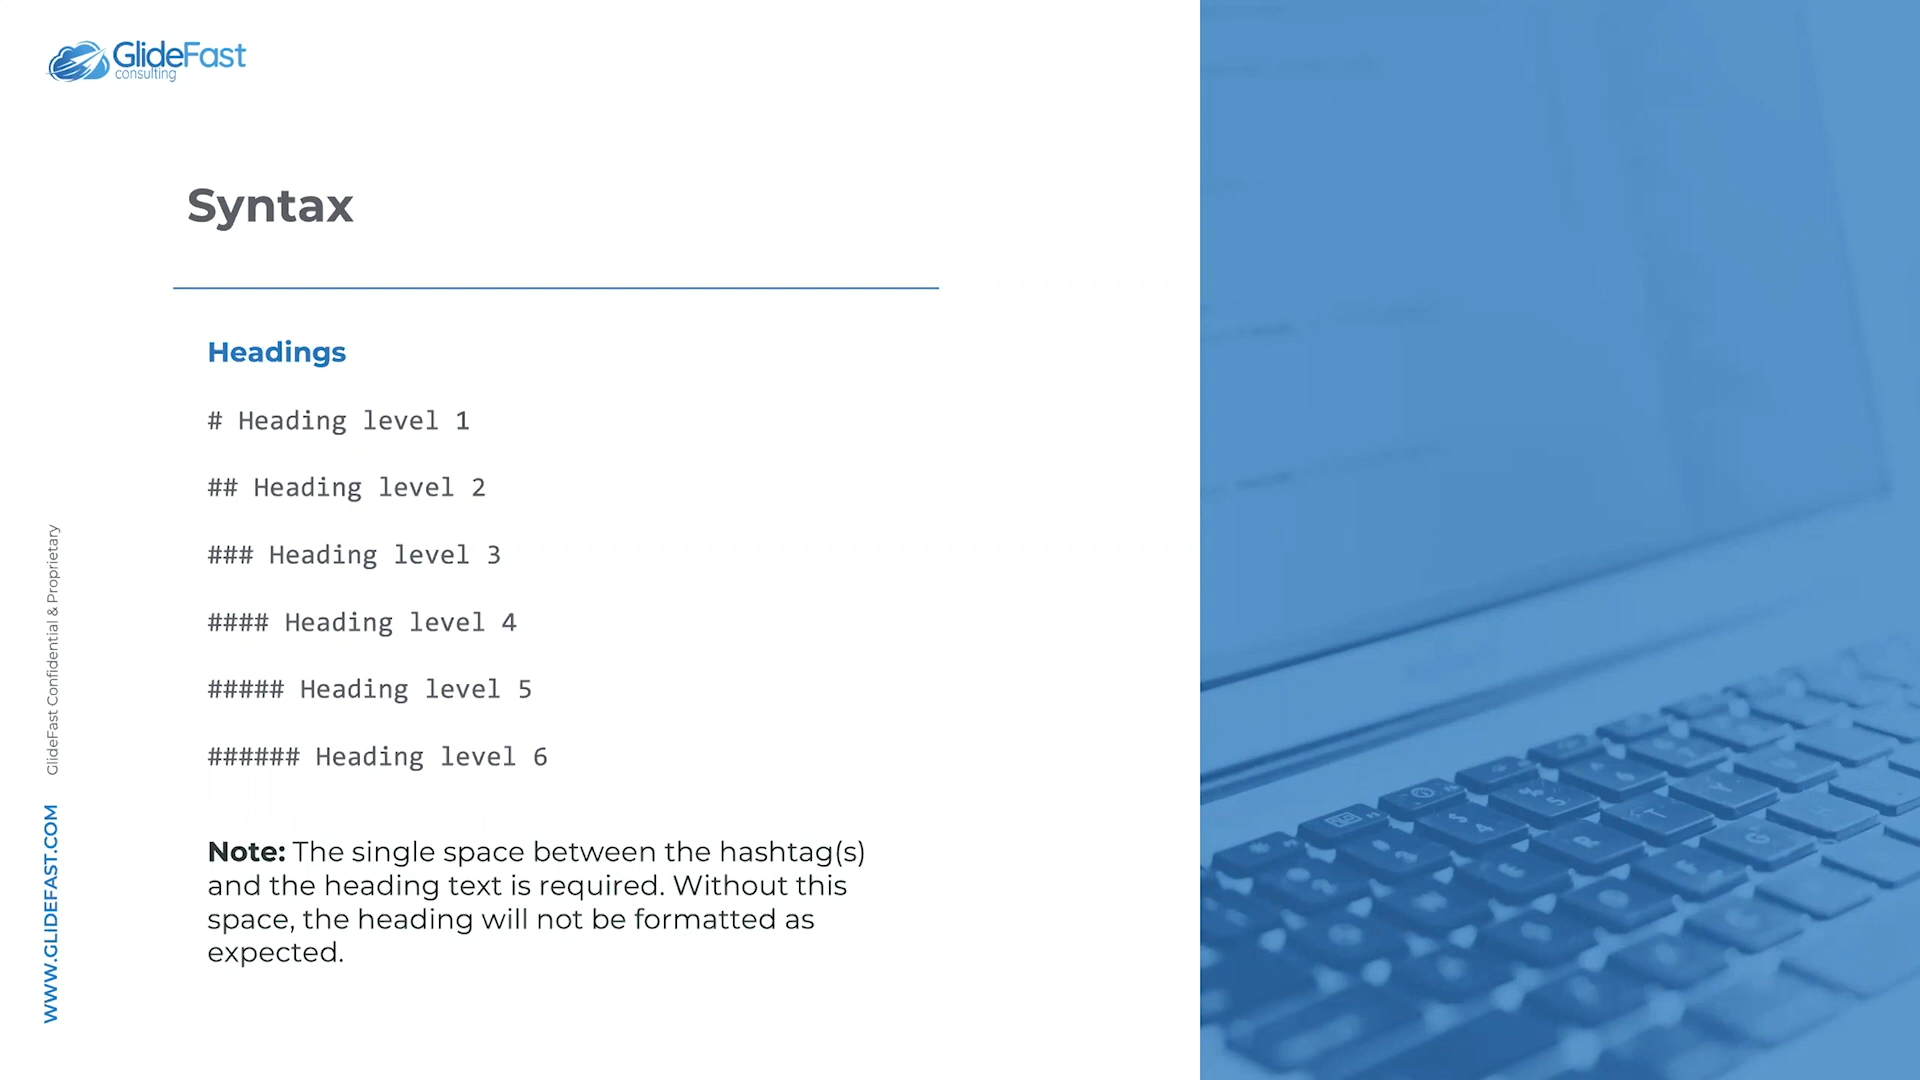 GlideFast
consulting
Syntax
Headings
# Heading level 1
## Heading level 2
### Heading level 3
#### Heading level 4
##### Heading level 5
###### Heading level 6
Note: The single space between the hashtag(s)
and the heading text is required. Without this
space, the heading will not be formatted as
expected.
GlideFast Confidential & Proprietary
WWW.GLIDEFAST.COM